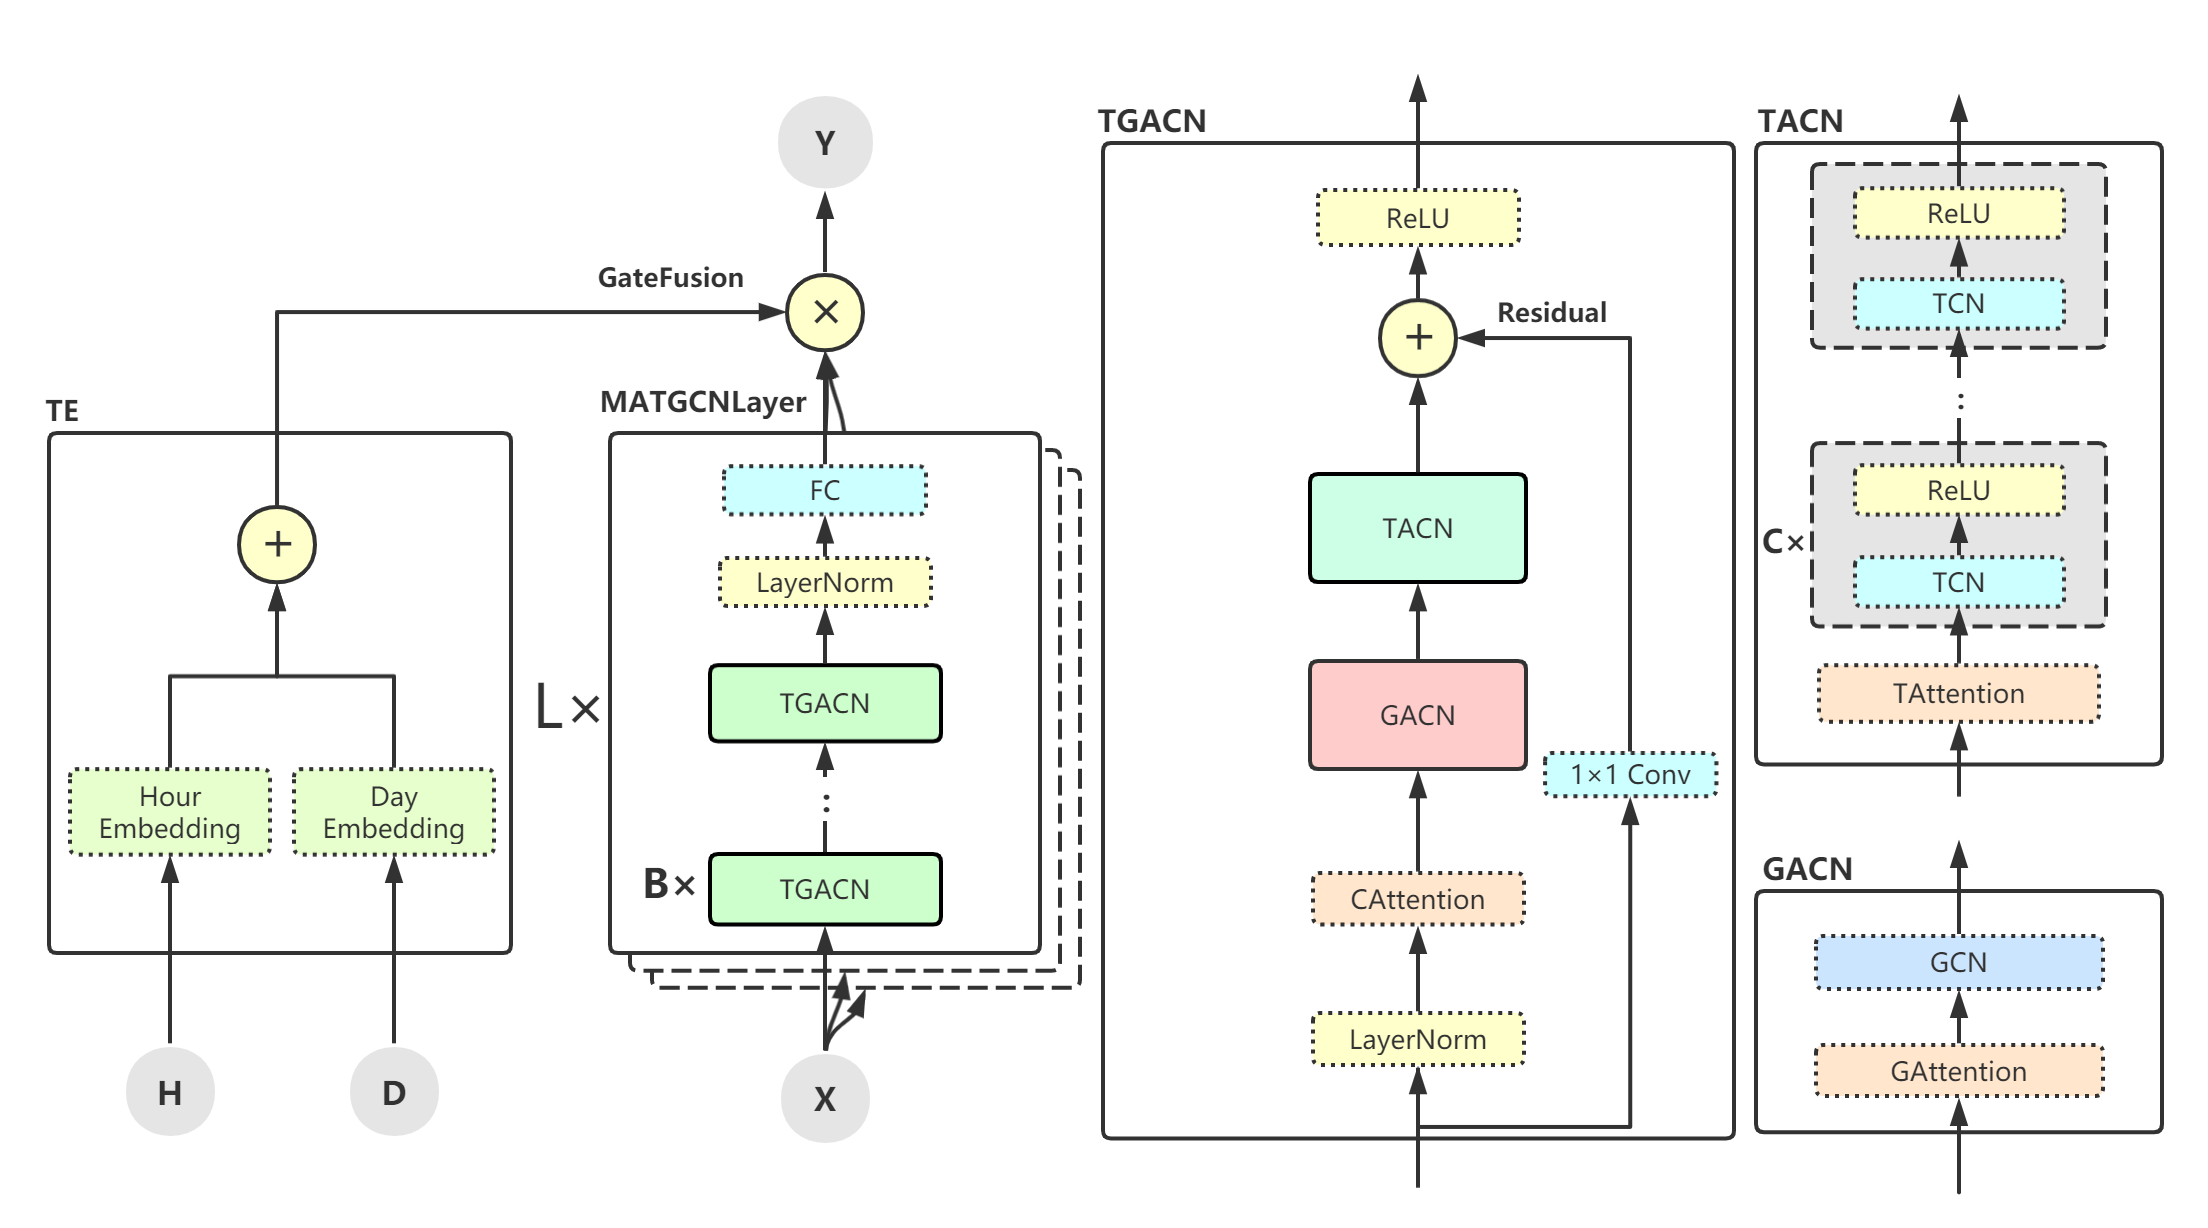 TE
+
Hour
Embedding
Day
Embedding
H
D
Y
GateFusion
×
MATGCNLayer
FC
LayerNorm
L×
TGACN
⋮
B×
TGACN
X
TGACN
ReLU
Residual
+
TACN
GACN
1×1 Conv
CAttention
LayerNorm
TACN
ReLU
TCN
⋮
ReLU
C×
TCN
TAttention
GACN
GCN
GAttention